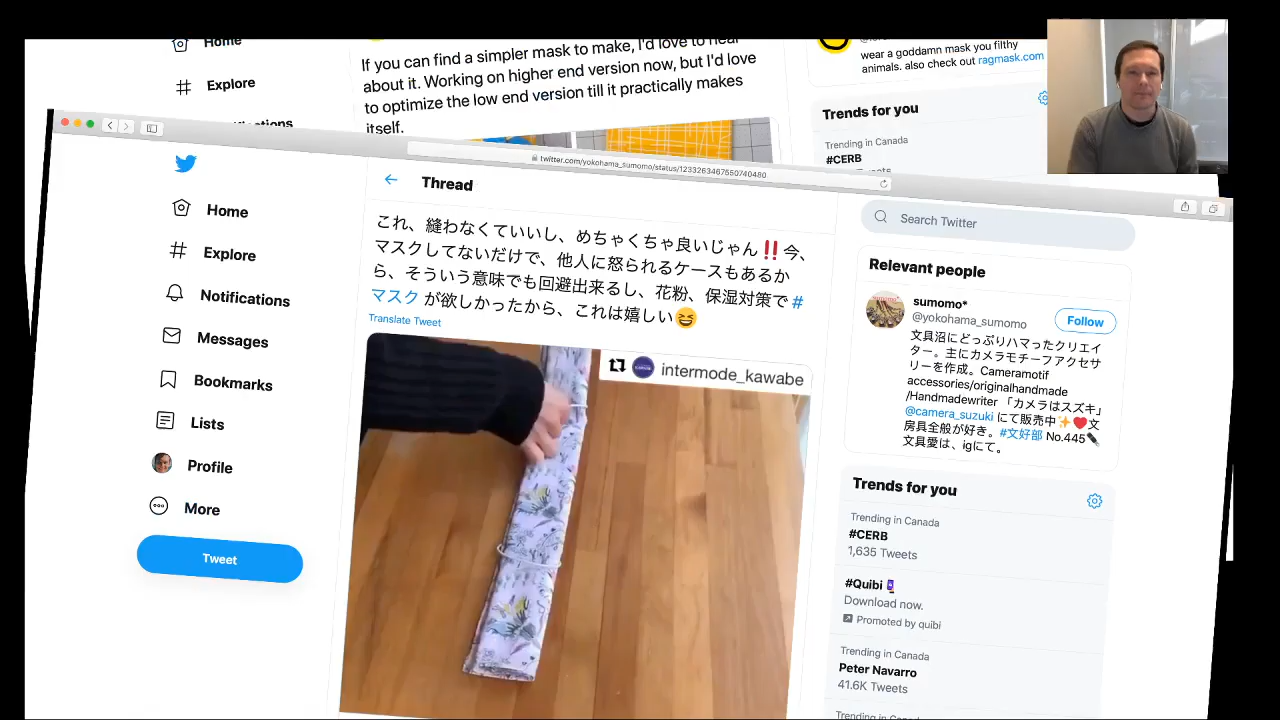 Home
Explore
If you can find a simpler mask to make, I'd love to hear
about it. Working on higher end version now, but I'd love
to optimize the low end version till it practically makes
itself.
wear a goddamn mask you filthy
animals. also check out ragmask.com
Trends for you
Trending in Canada
#CERB
twitter.com/yokohama_sumomo/status/1233263467550740480
Home
Explore
Notifications
Messages
Bookmarks
Lists
Profile
More
Tweet
Thread
これ、縫わなくていいし、めちゃくちゃ良いじゃん‼️今、
マスクしてないだけで、他人に怒られるケースもあるか
ら、そういう意味でも回避出来るし、花粉、保湿対策で#
マスク が欲しかったから、これは嬉しい😆
Translate Tweet
intermode_kawabe
Search Twitter
Relevant people
sumomo*
@yokohama_sumomo
Follow
文具沼にどっぷりハマったクリエイ
ター。主にカメラモチーフアクセサ
リーを作成。Cameramotif
accessories/originalhandmade
/Handmadewriter 「カメラはスズキ」
@camera_suzuki にて販売中✨❤️文
房具全般が好き。#文好部 No.445✒️
文具愛は、igにて。
Trends for you
Trending in Canada
#CERB
1,635 Tweets
#Quibi
Download now.
Promoted by quibi
Trending in Canada
Peter Navarro
41.6K Tweets
Trending in Canada